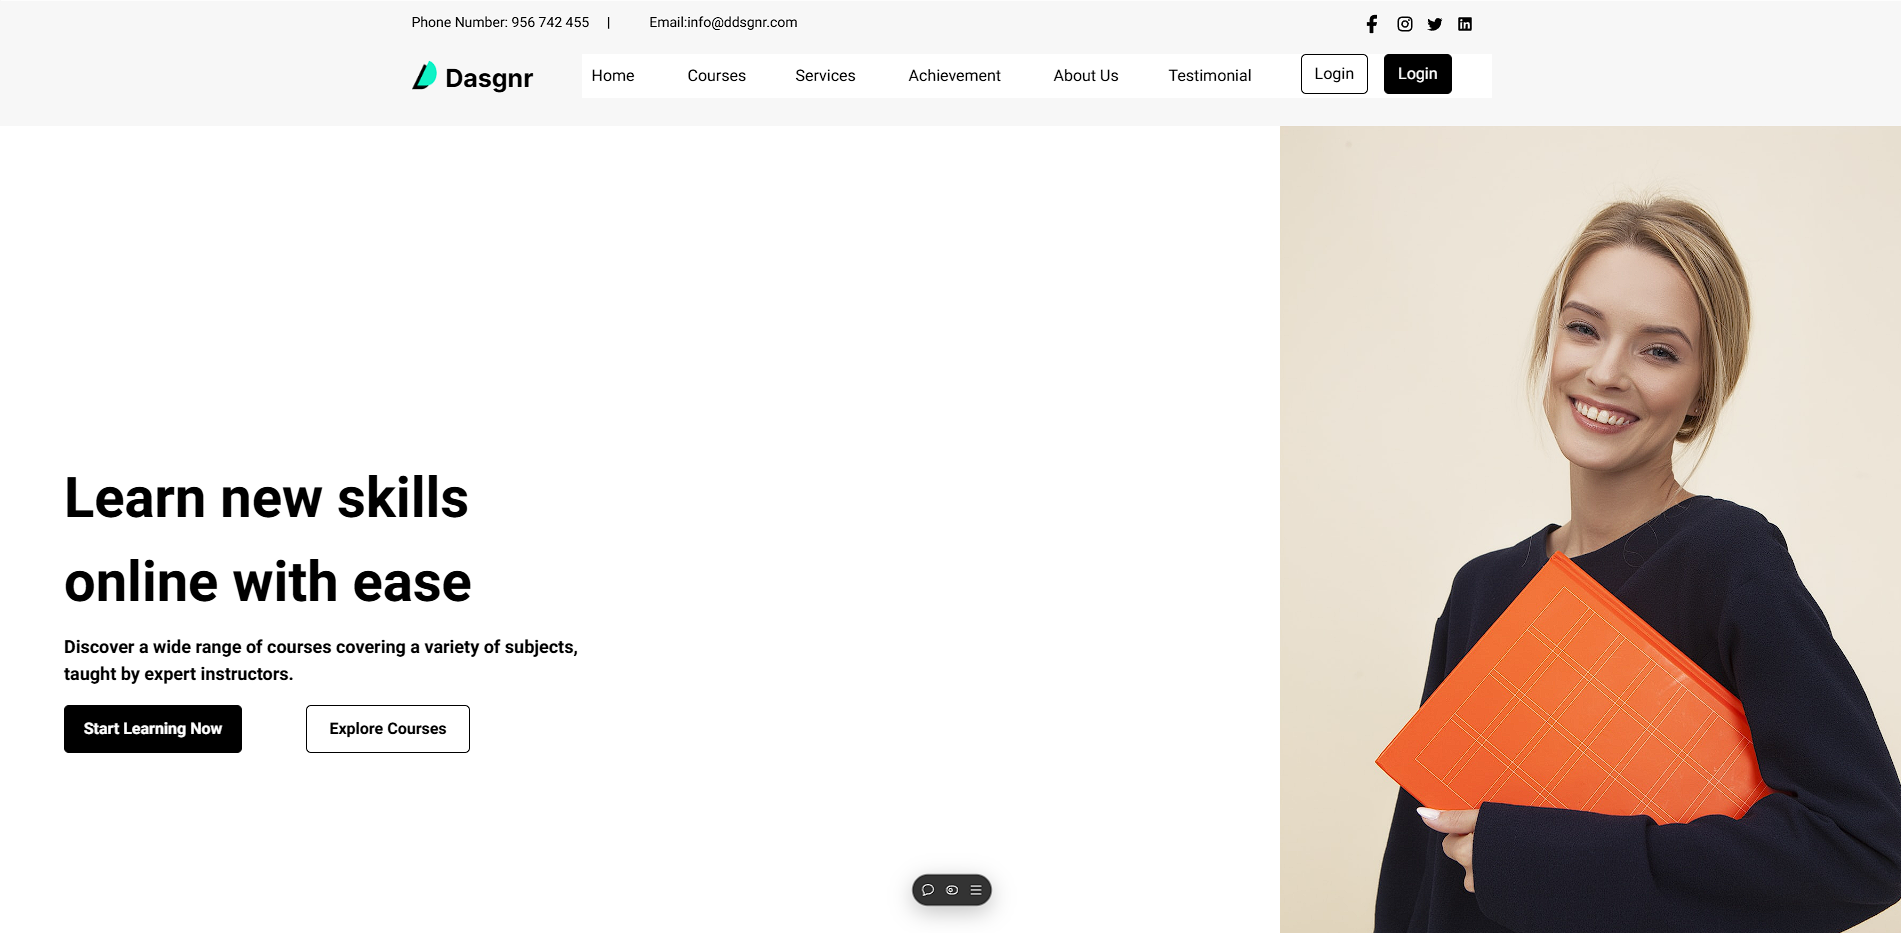 Phone Number: 956 742 455 | Email:info@ddsgnr.com
Dasgnr Home Courses Services Achievement About Us Testimonial Login Login
Learn new skills
online with ease
Discover a wide range of courses covering a variety of subjects,
taught by expert instructors.
Start Learning Now Explore Courses